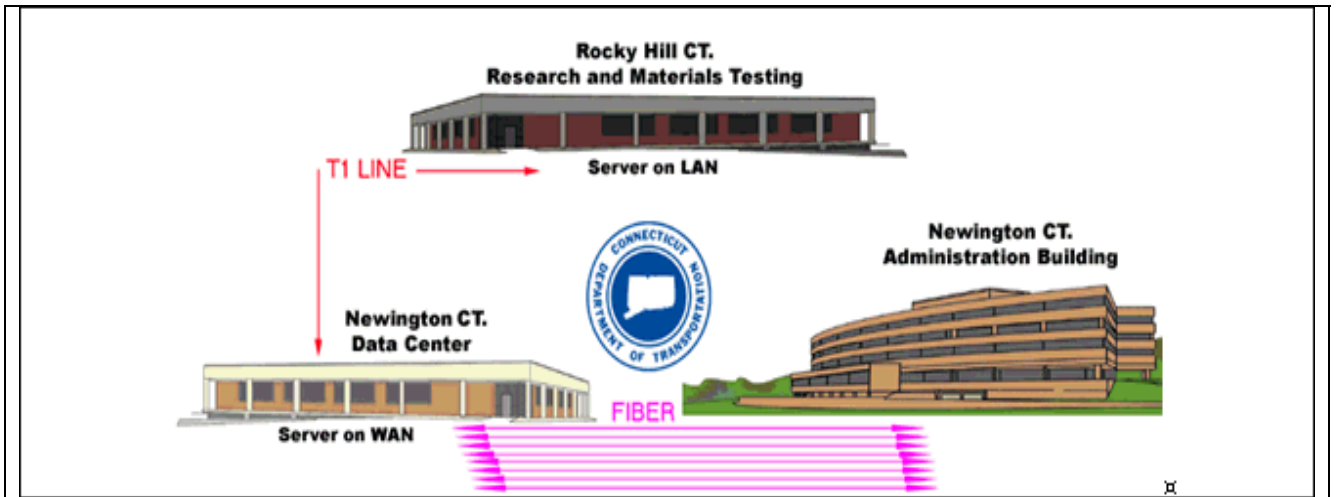 Rocky Hill CT.
Research and Materials Testing
Server on LAN
T1 LINE
CONNECTICUT
DEPARTMENT OF TRANSPORTATION
Newington CT.
Administration Building
Newington CT.
Data Center
Server on WAN
FIBER